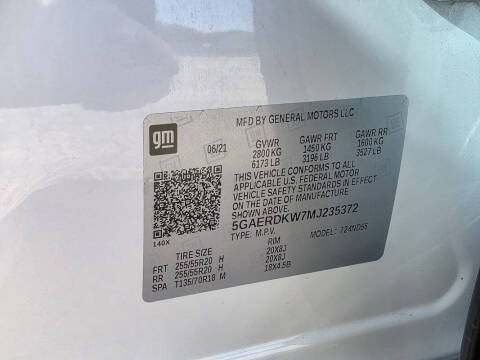 MFD BY GENERAL MOTORS LLC
gm
06/21 GVWR GAWR FRT GAWR RR
2800 KG 1450 KG 1600 KG
6173 LB 3196 LB 3527 LB
THIS VEHICLE CONFORMS TO ALL
APPLICABLE U.S. FEDERAL MOTOR
VEHICLE SAFETY STANDARDS IN EFFECT
ON THE DATE OF MANUFACTURE
SHOWN ABOVE.
5GAERDKW7MJ235372
TYPE: M.P.V. MODEL:
140X
TIRE SIZE RIM
FRT 255/55R20 H 20X8J
RR 255/55R20 H 20X8J
SPA T135/70R18 M 18X4.5B